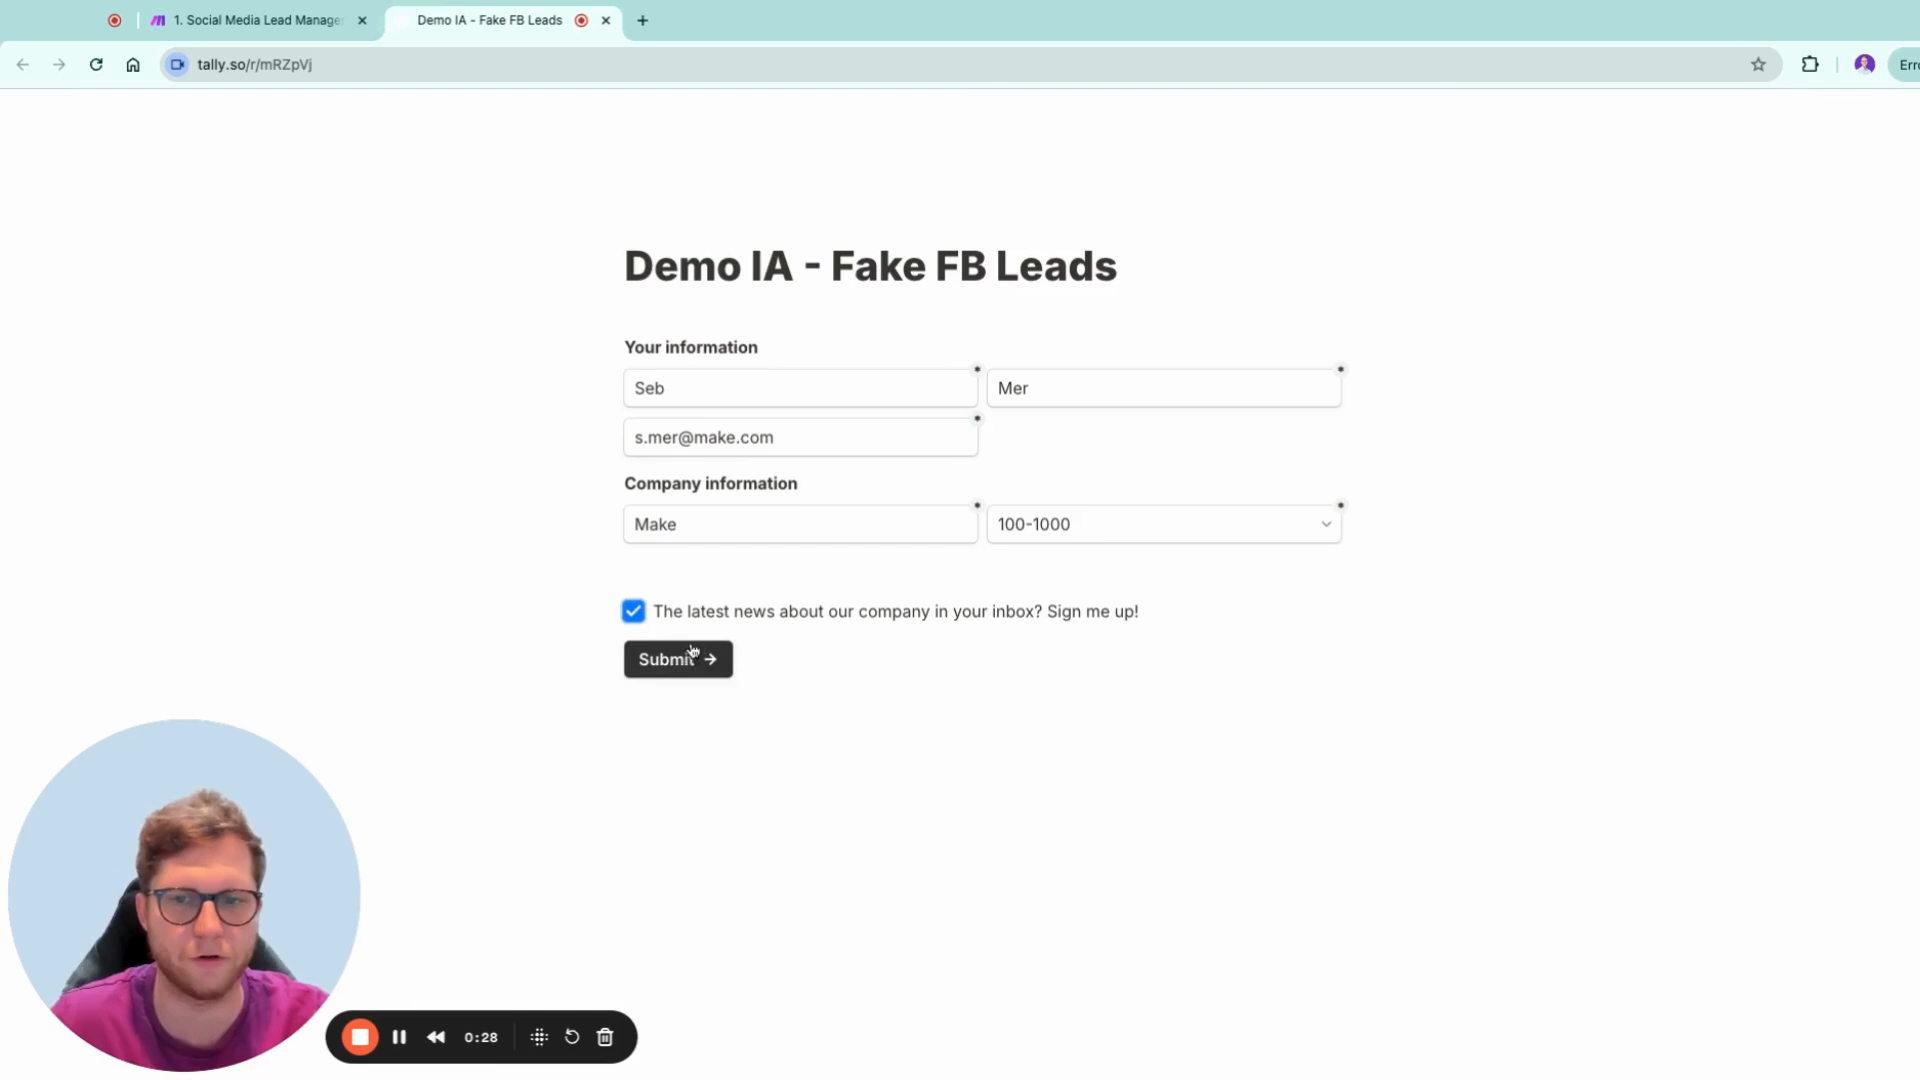 1. Social Media Lead Manage
Demo IA - Fake FB Leads
tally.so/r/mRZpVj
Erro
Demo IA - Fake FB Leads
Your information
Seb
Mer
s.mer@make.com
Company information
Make
100-1000
The latest news about our company in your inbox? Sign me up!
Submit →
0:28